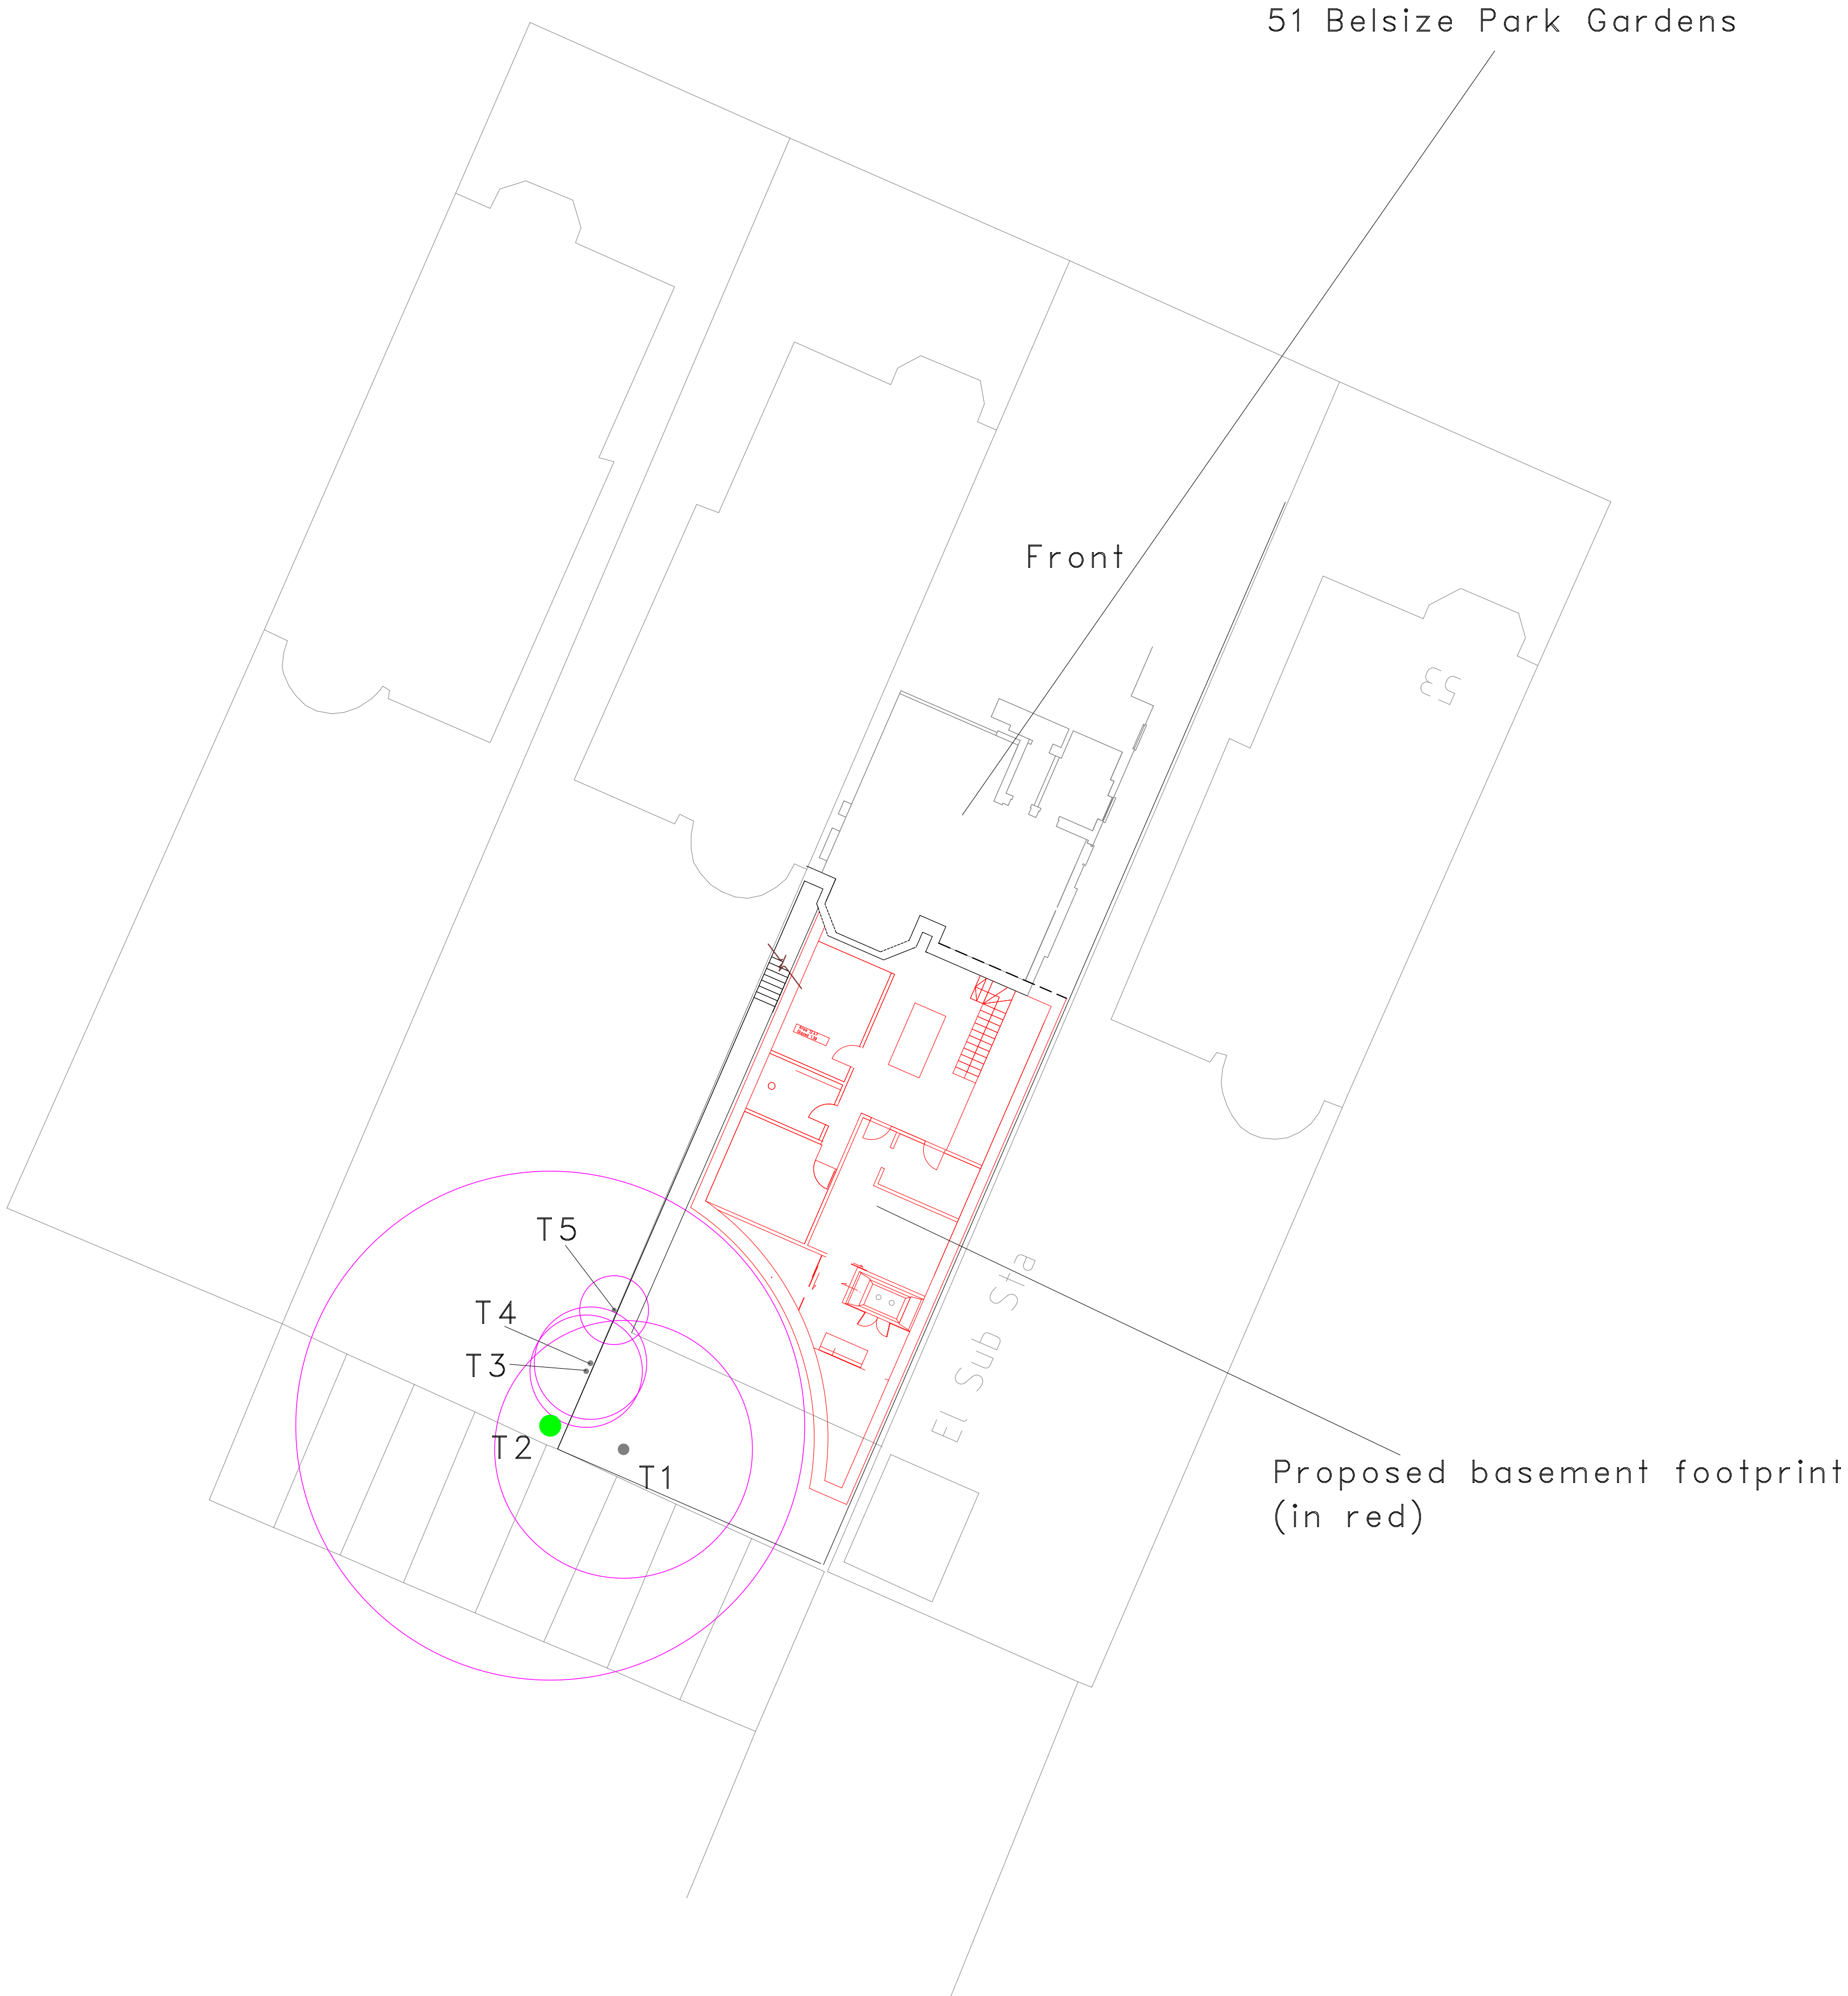 51 Belsize Park Gardens
Front
53
El Sub Sta
T5
T4
T3
T2
T1
Proposed basement footprint
(in red)